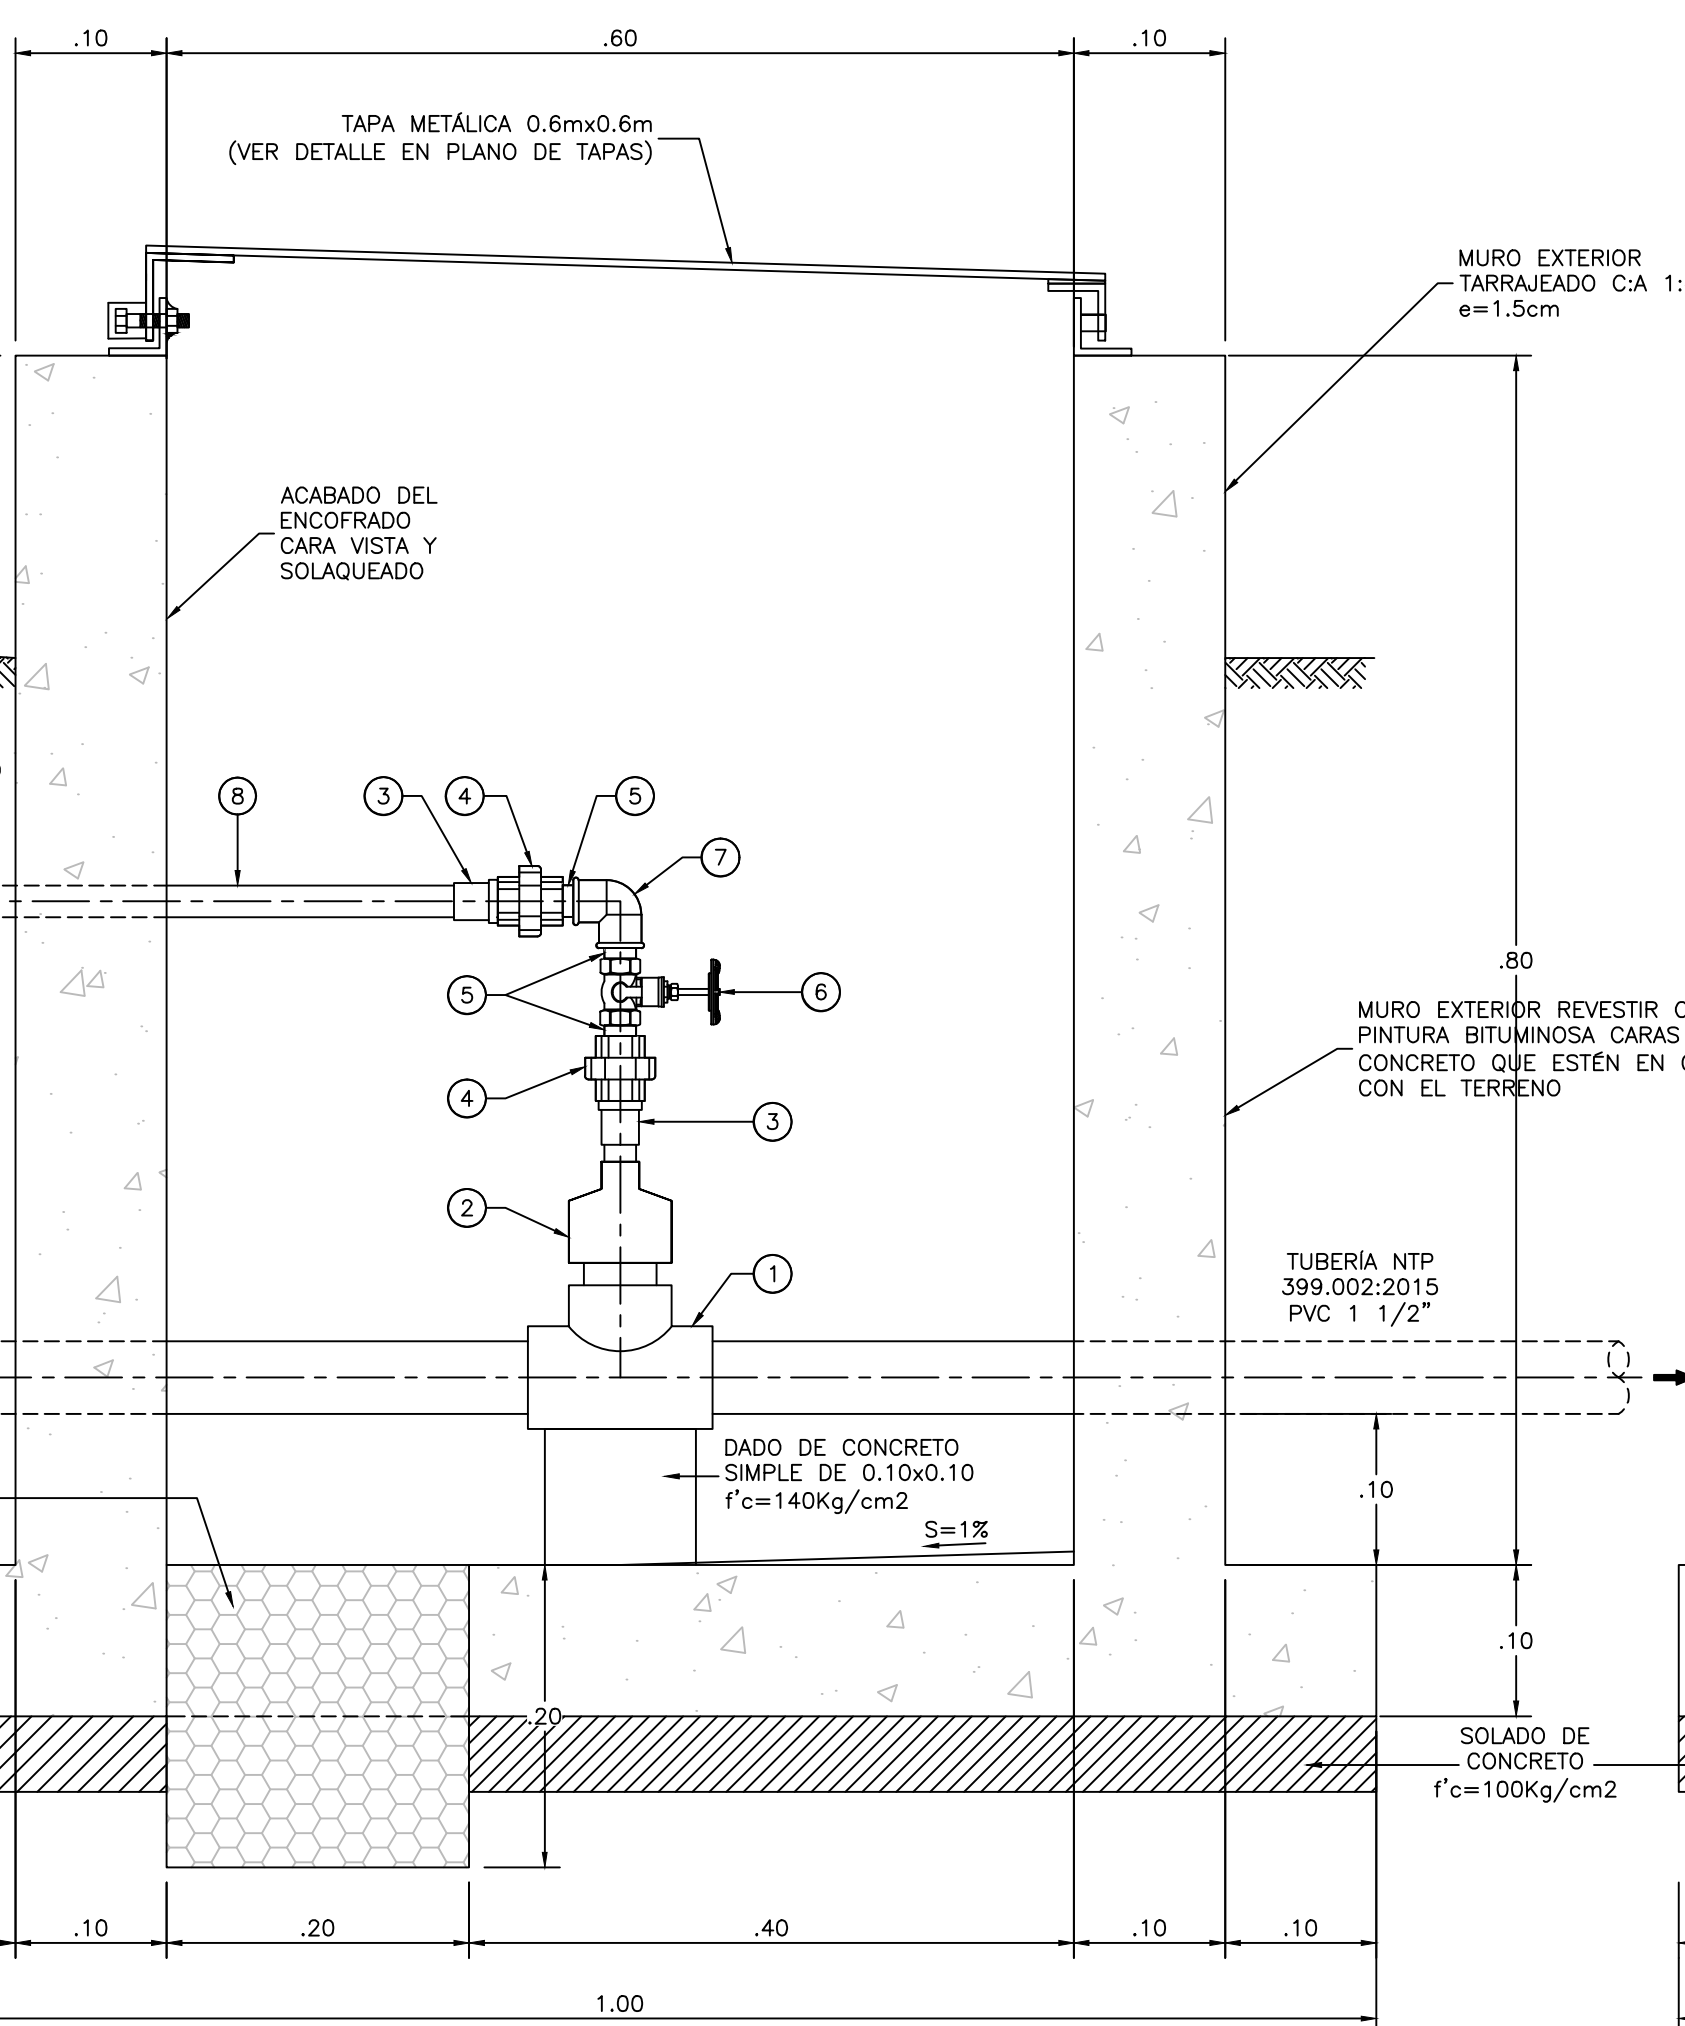 .10
.60
.10
TAPA METÁLICA 0.6mx0.6m
(VER DETALLE EN PLANO DE TAPAS)
MURO EXTERIOR
TARRAJEADO C:A 1:
e=1.5cm
ACABADO DEL
ENCOFRADO
CARA VISTA Y
SOLAQUEADO
8
3
4
5
7
.80
5
6
MURO EXTERIOR REVESTIR
PINTURA BITUMINOSA CARAS
CONCRETO QUE ESTÉN EN
CON EL TERRENO
4
3
2
1
TUBERÍA NTP
399.002:2015
PVC 1 1/2"
DADO DE CONCRETO
SIMPLE DE 0.10x0.10
f'c=140Kg/cm2
.10
S=1%
.10
.20
SOLADO DE
CONCRETO
f'c=100Kg/cm2
.10
.20
.40
.10
.10
1.00